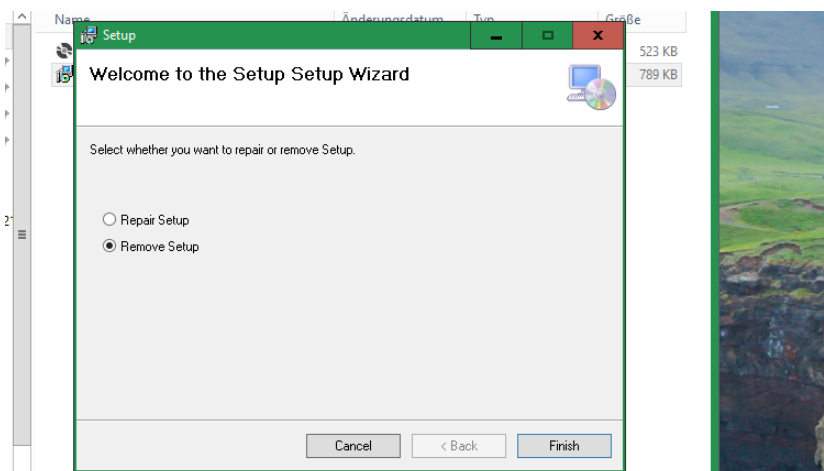 Name Änderungsdatum Typ Größe
Setup
523 KB
789 KB
Welcome to the Setup Setup Wizard
Select whether you want to repair or remove Setup.
Repair Setup
Remove Setup
Cancel < Back Finish